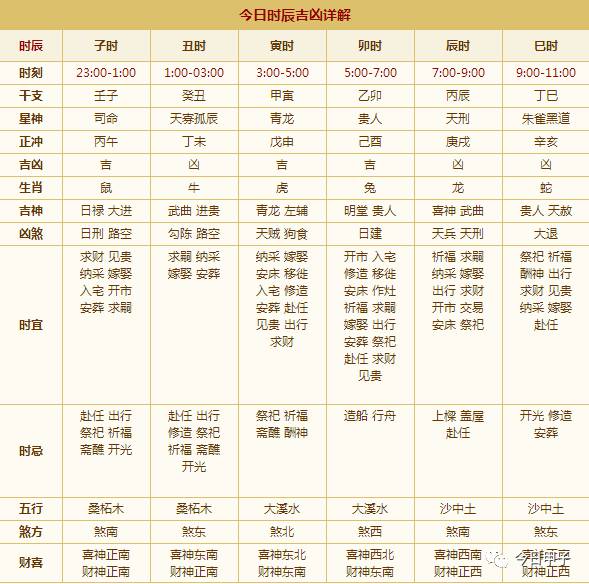 今日时辰吉凶详解
时辰 子时 丑时 寅时 卯时 辰时 巳时
时刻 23:00-1:00 1:00-03:00 3:00-5:00 5:00-7:00 7:00-9:00 9:00-11:00
干支 壬子 癸丑 甲寅 乙卯 丙辰 丁巳
星神 司命 天寡孤辰 青龙 贵人 天刑 朱雀黑道
正冲 丙午 丁未 戊申 己酉 庚戌 辛亥
吉凶 吉 凶 吉 吉 凶 凶
生肖 鼠 牛 虎 兔 龙 蛇
吉神 日禄 大进 武曲 进贵 青龙 左辅 明堂 贵人 喜神 武曲 贵人 天赦
凶煞 日刑 路空 勾陈 路空 天贼 狗食 日建 天兵 天刑 大退
时宜
求财 见贵
纳采 嫁娶
入宅 开市
安葬 求嗣
求嗣 纳采
嫁娶 安葬
纳采 嫁娶
安床 移徙
入宅 修造
安葬 赴任
见贵 出行
求财
开市 入宅
修造 移徙
安床 作灶
祈福 求嗣
嫁娶 出行
安葬 祭祀
赴任 求财
见贵
祈福 求嗣
纳采 嫁娶
出行 求财
开市 交易
安床 祭祀
祭祀 祈福
酬神 出行
求财 见贵
纳采 嫁娶
赴任
时忌
赴任 出行
祭祀 祈福
斋醮 开光
赴任 出行
修造 祭祀
祈福 斋醮
开光
祭祀 祈福
斋醮 酬神
造船 行舟
上樑 盖屋
赴任
开光 修造
安葬
五行 桑柘木 桑柘木 大溪水 大溪水 沙中土 沙中土
煞方 煞南 煞东 煞北 煞西 煞南 煞东
财喜
喜神正南
财神正南
喜神东南
财神正南
喜神东北
财神东南
喜神西北
财神东南
喜神西南
财神正西
喜神正南
财神正西
今日甲子